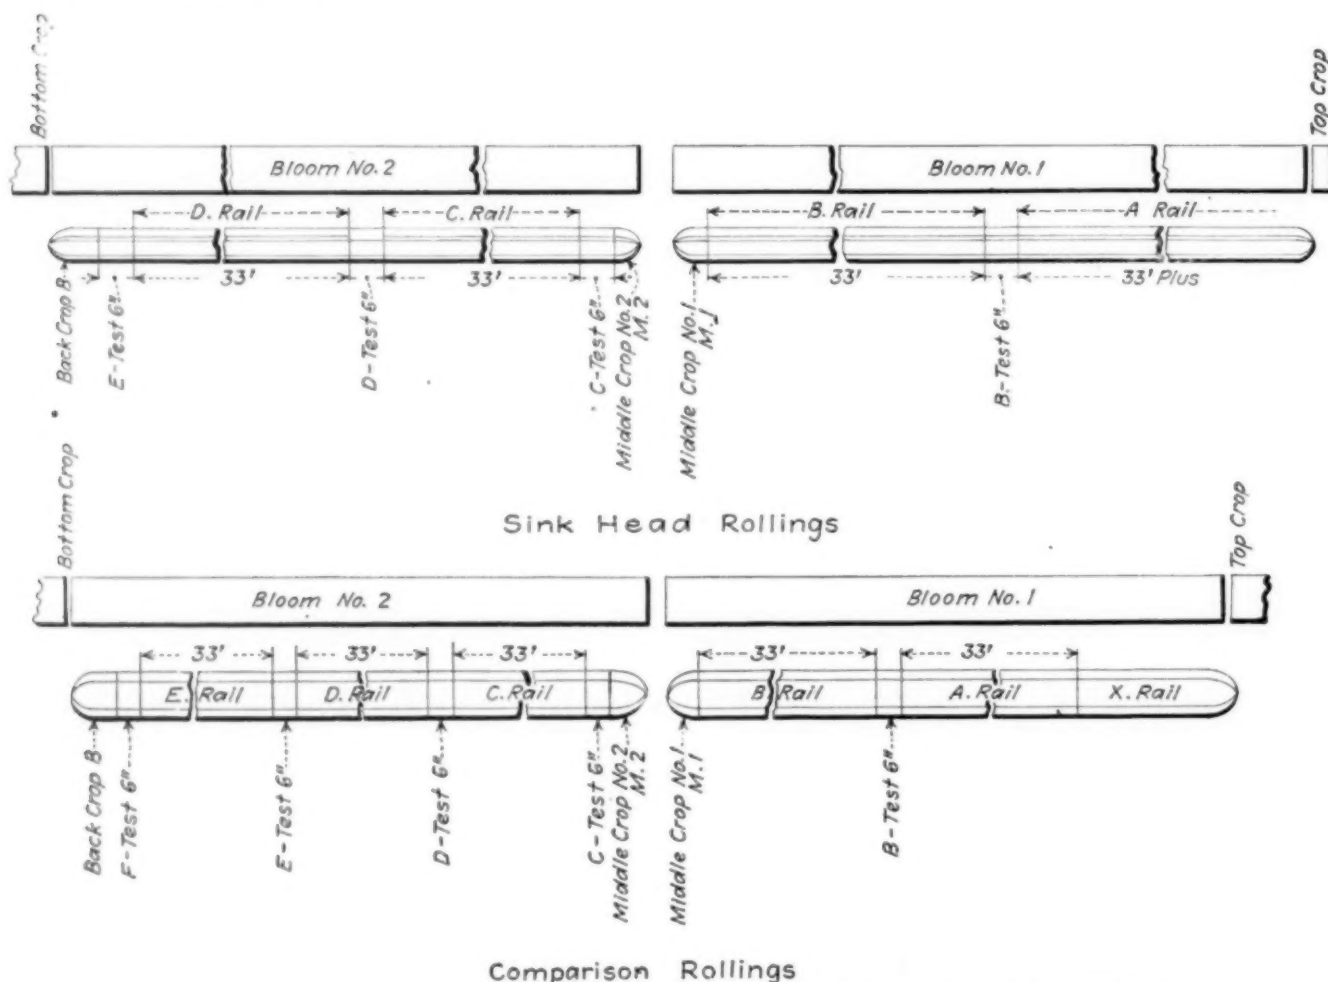 Bottom Crop
Top Crop
Bloom No. 2
Bloom No. 1
D. Rail
C. Rail
B. Rail
A Rail
33'
33'
33'
33' Plus
Back Crop B
E-Test 6"
D-Test 6"
C-Test 6"
Middle Crop No. 2
M. 2
Middle Crop No. 1
M. 1
B.-Test 6"
Sink Head Rollings
Bottom Crop
Top Crop
Bloom No. 2
Bloom No. 1
33'
33'
33'
33'
33'
E. Rail
D. Rail
C. Rail
B Rail
A. Rail
X. Rail
Back Crop B
F-Test 6"
E-Test 6"
D-Test 6"
C-Test 6"
Middle Crop No. 2
M. 2
Middle Crop No. 1
M. 1
B-Test 6"
Comparison Rollings